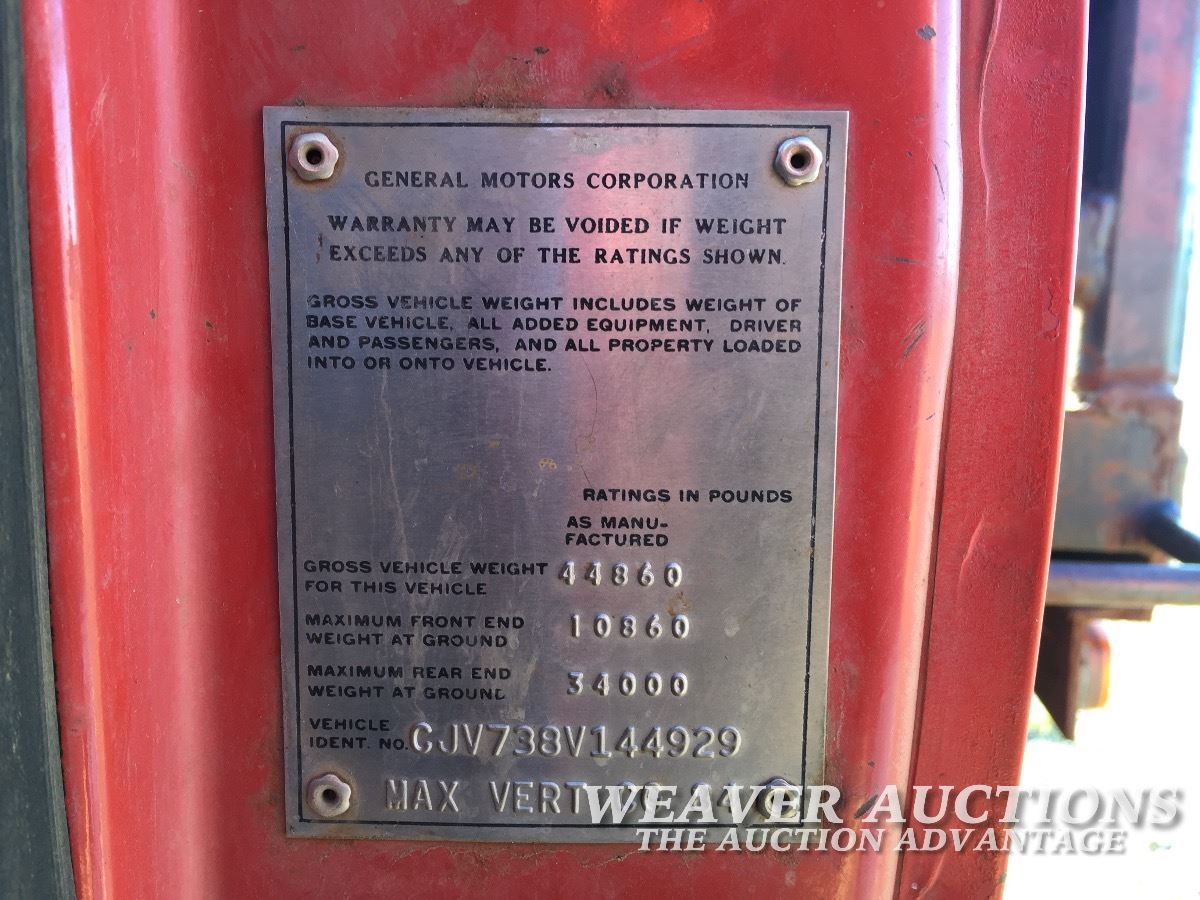 GENERAL MOTORS CORPORATION
WARRANTY MAY BE VOIDED IF WEIGHT
EXCEEDS ANY OF THE RATINGS SHOWN.
GROSS VEHICLE WEIGHT INCLUDES WEIGHT OF
BASE VEHICLE, ALL ADDED EQUIPMENT, DRIVER
AND PASSENGERS, AND ALL PROPERTY LOADED
INTO OR ONTO VEHICLE.
RATINGS IN POUNDS
AS MANU-
FACTURED
GROSS VEHICLE WEIGHT 44860
FOR THIS VEHICLE
MAXIMUM FRONT END 10860
WEIGHT AT GROUND
MAXIMUM REAR END 34000
WEIGHT AT GROUND
VEHICLE
IDENT. NO. CJV738V144929
MAX VERT
WEAVER AUCTIONS
THE AUCTION ADVANTAGE